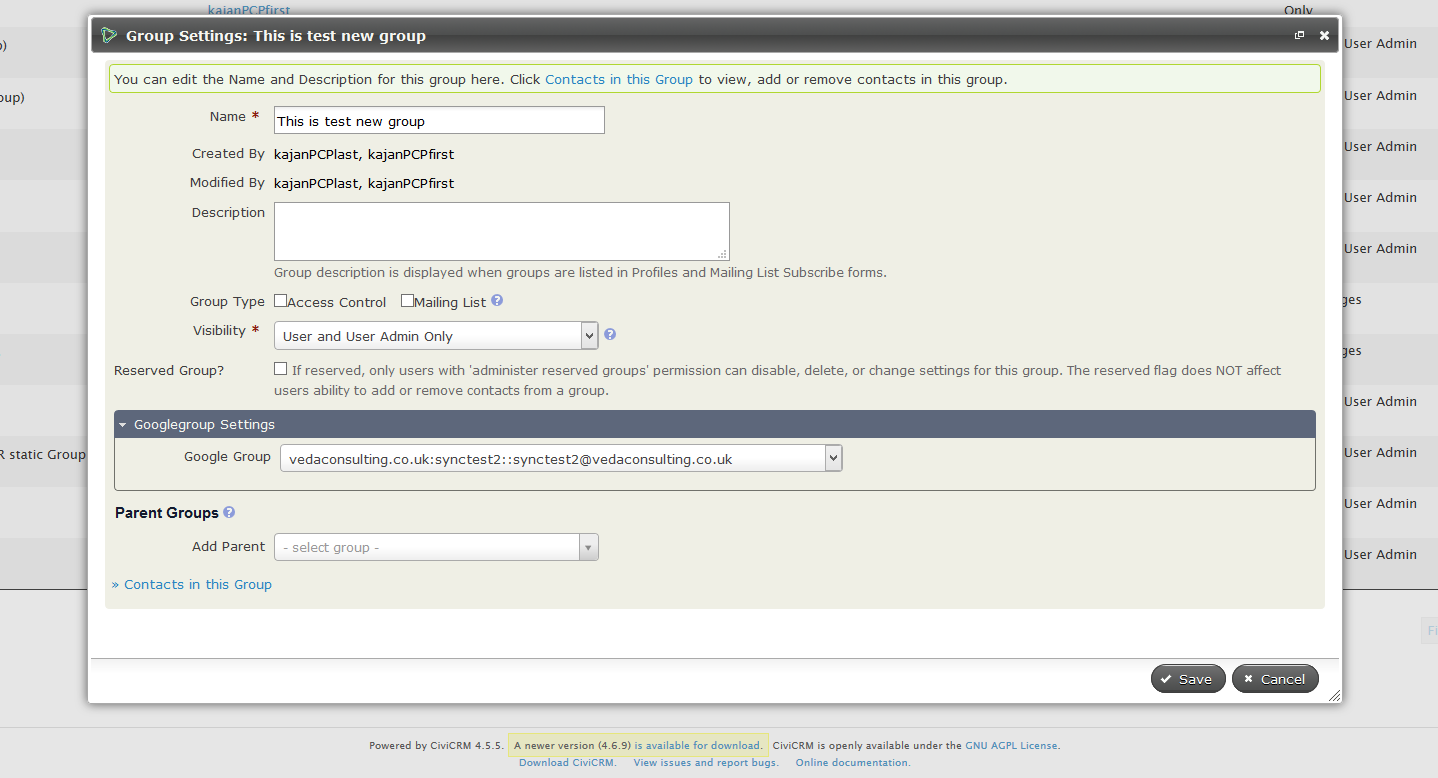 kajanPCPfirst
Only
Group Settings: This is test new group
User Admin
You can edit the Name and Description for this group here. Click Contacts in this Group to view, add or remove contacts in this group.
oup)
User Admin
Name *
This is test new group
Created By
kajanPCPlast, kajanPCPfirst
User Admin
Modified By
kajanPCPlast, kajanPCPfirst
User Admin
Description
Group description is displayed when groups are listed in Profiles and Mailing List Subscribe forms.
User Admin
Group Type
Access Control
Mailing List
ges
Visibility *
User and User Admin Only
ges
Reserved Group?
If reserved, only users with 'administer reserved groups' permission can disable, delete, or change settings for this group. The reserved flag does NOT affect
users ability to add or remove contacts from a group.
User Admin
Googlegroup Settings
R static Group
Google Group
vedaconsulting.co.uk:synctest2::synctest2@vedaconsulting.co.uk
User Admin
Parent Groups
User Admin
Add Parent
- select group -
User Admin
» Contacts in this Group
Fi
Save
Cancel
Powered by CiviCRM 4.5.5. A newer version (4.6.9) is available for download. CiviCRM is openly available under the GNU AGPL License.
Download CiviCRM. View issues and report bugs. Online documentation.